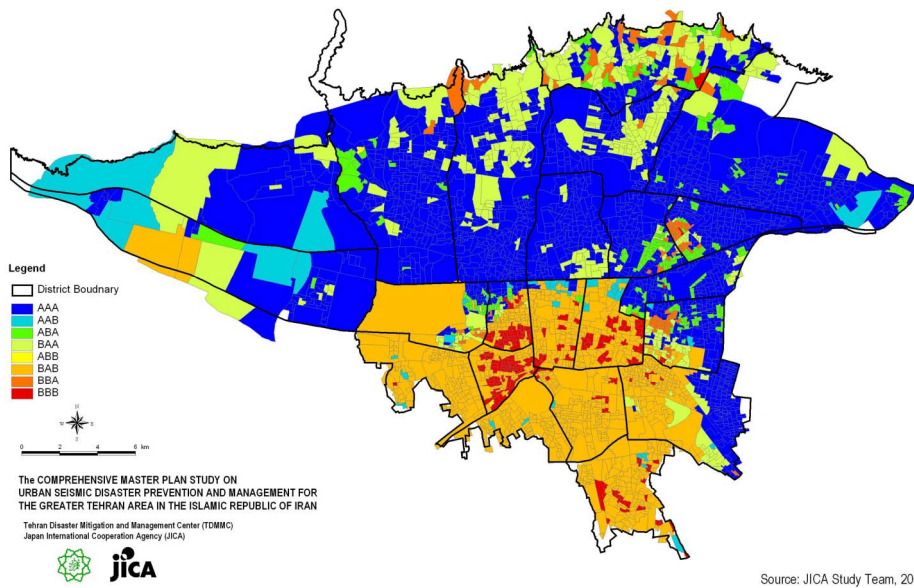 Legend
District Boudnary
AAA
AAB
ABA
BAA
ABB
BAB
BBA
BBB
N
W E
S
0 2 4 6 km
The COMPREHENSIVE MASTER PLAN STUDY ON
URBAN SEISMIC DISASTER PREVENTION AND MANAGEMENT FOR
THE GREATER TEHRAN AREA IN THE ISLAMIC REPUBLIC OF IRAN
Tehran Disaster Mitigation and Management Center (TDMMC)
Japan International Cooperation Agency (JICA)
jICA
Source: JICA Study Team, 20